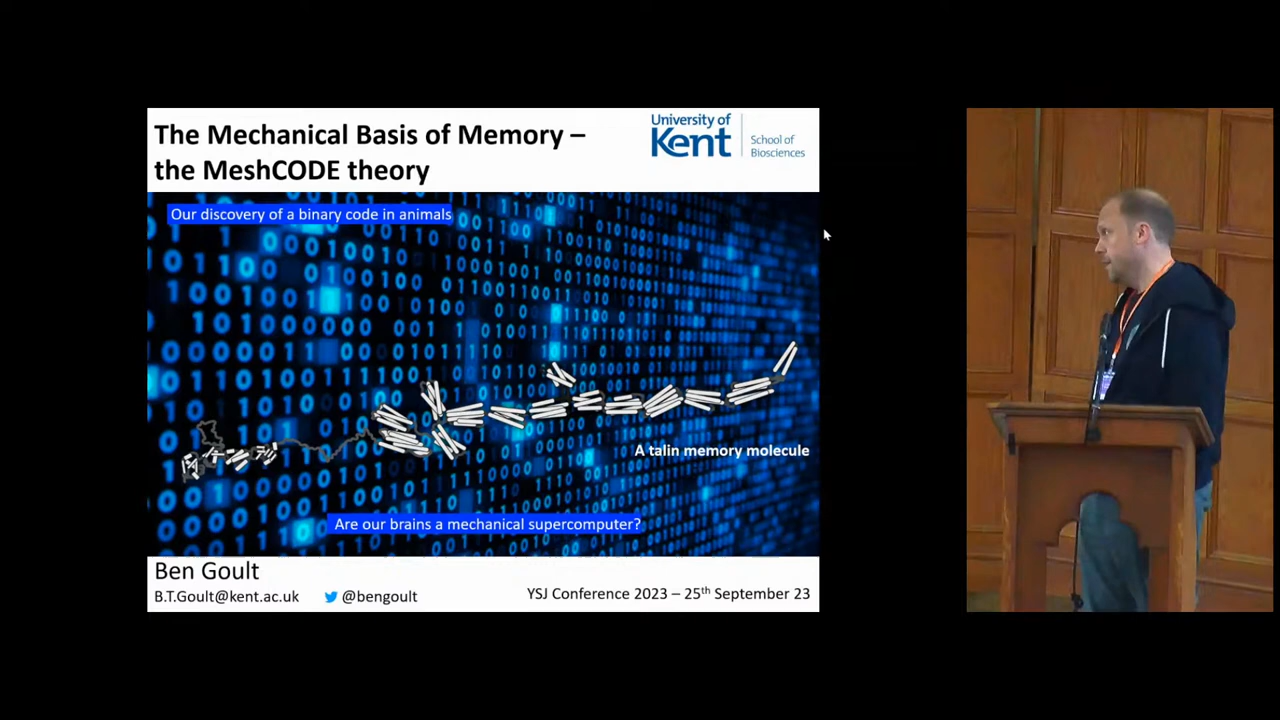 The Mechanical Basis of Memory –
the MeshCODE theory
University of
Kent
School of
Biosciences
Our discovery of a binary code in animals
A talin memory molecule
Are our brains a mechanical supercomputer?
Ben Goult
B.T.Goult@kent.ac.uk
@bengoult
YSJ Conference 2023 – 25th September 23